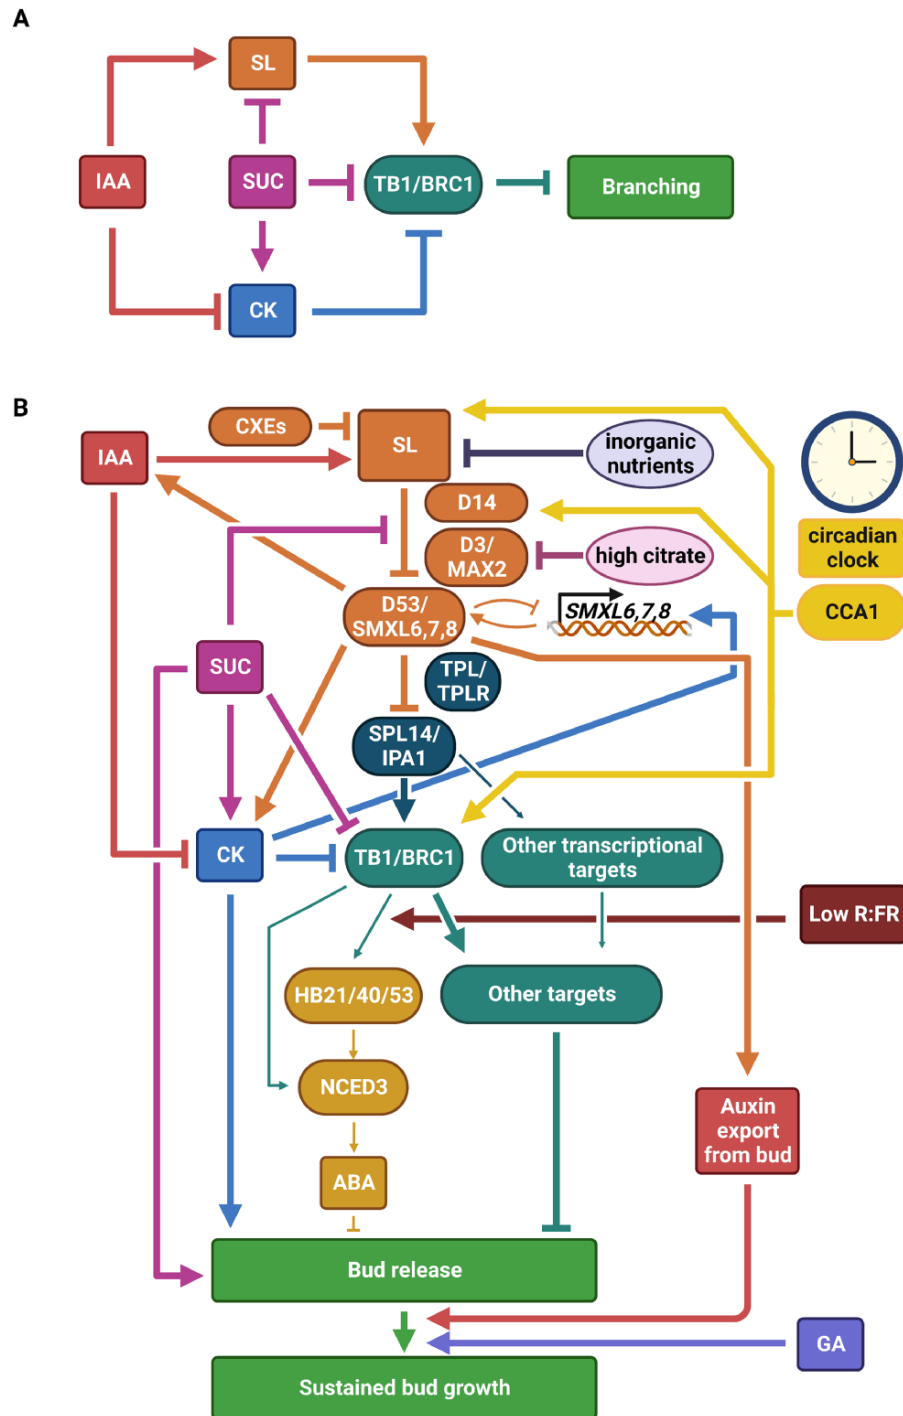 A
SL
IAA
SUC
TB1/BRC1
Branching
CK
B
CXEs
SL
IAA
inorganic
nutrients
D14
D3/
MAX2
high citrate
circadian
clock
D53/
SMXL6,7,8
SMXL6,7,8
CCA1
SUC
TPL/
TPLR
SPL14/
IPA1
CK
TB1/BRC1
Other transcriptional
targets
Low R:FR
HB21/40/53
Other targets
NCED3
Auxin
export
from bud
ABA
Bud release
GA
Sustained bud growth